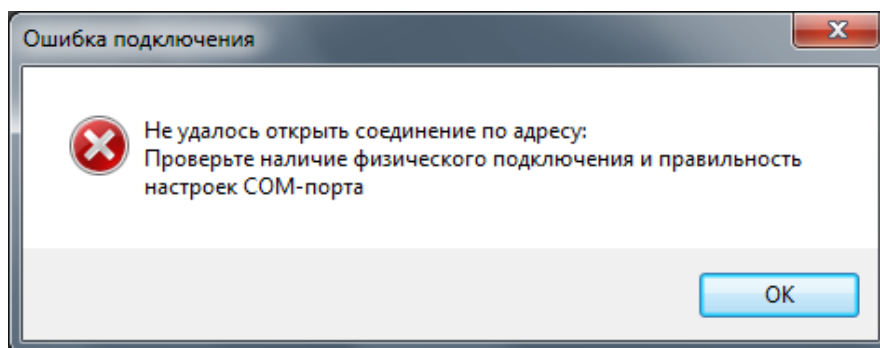 Ошибка подключения
Не удалось открыть соединение по адресу:
Проверьте наличие физического подключения и правильность
настроек COM-порта
OK